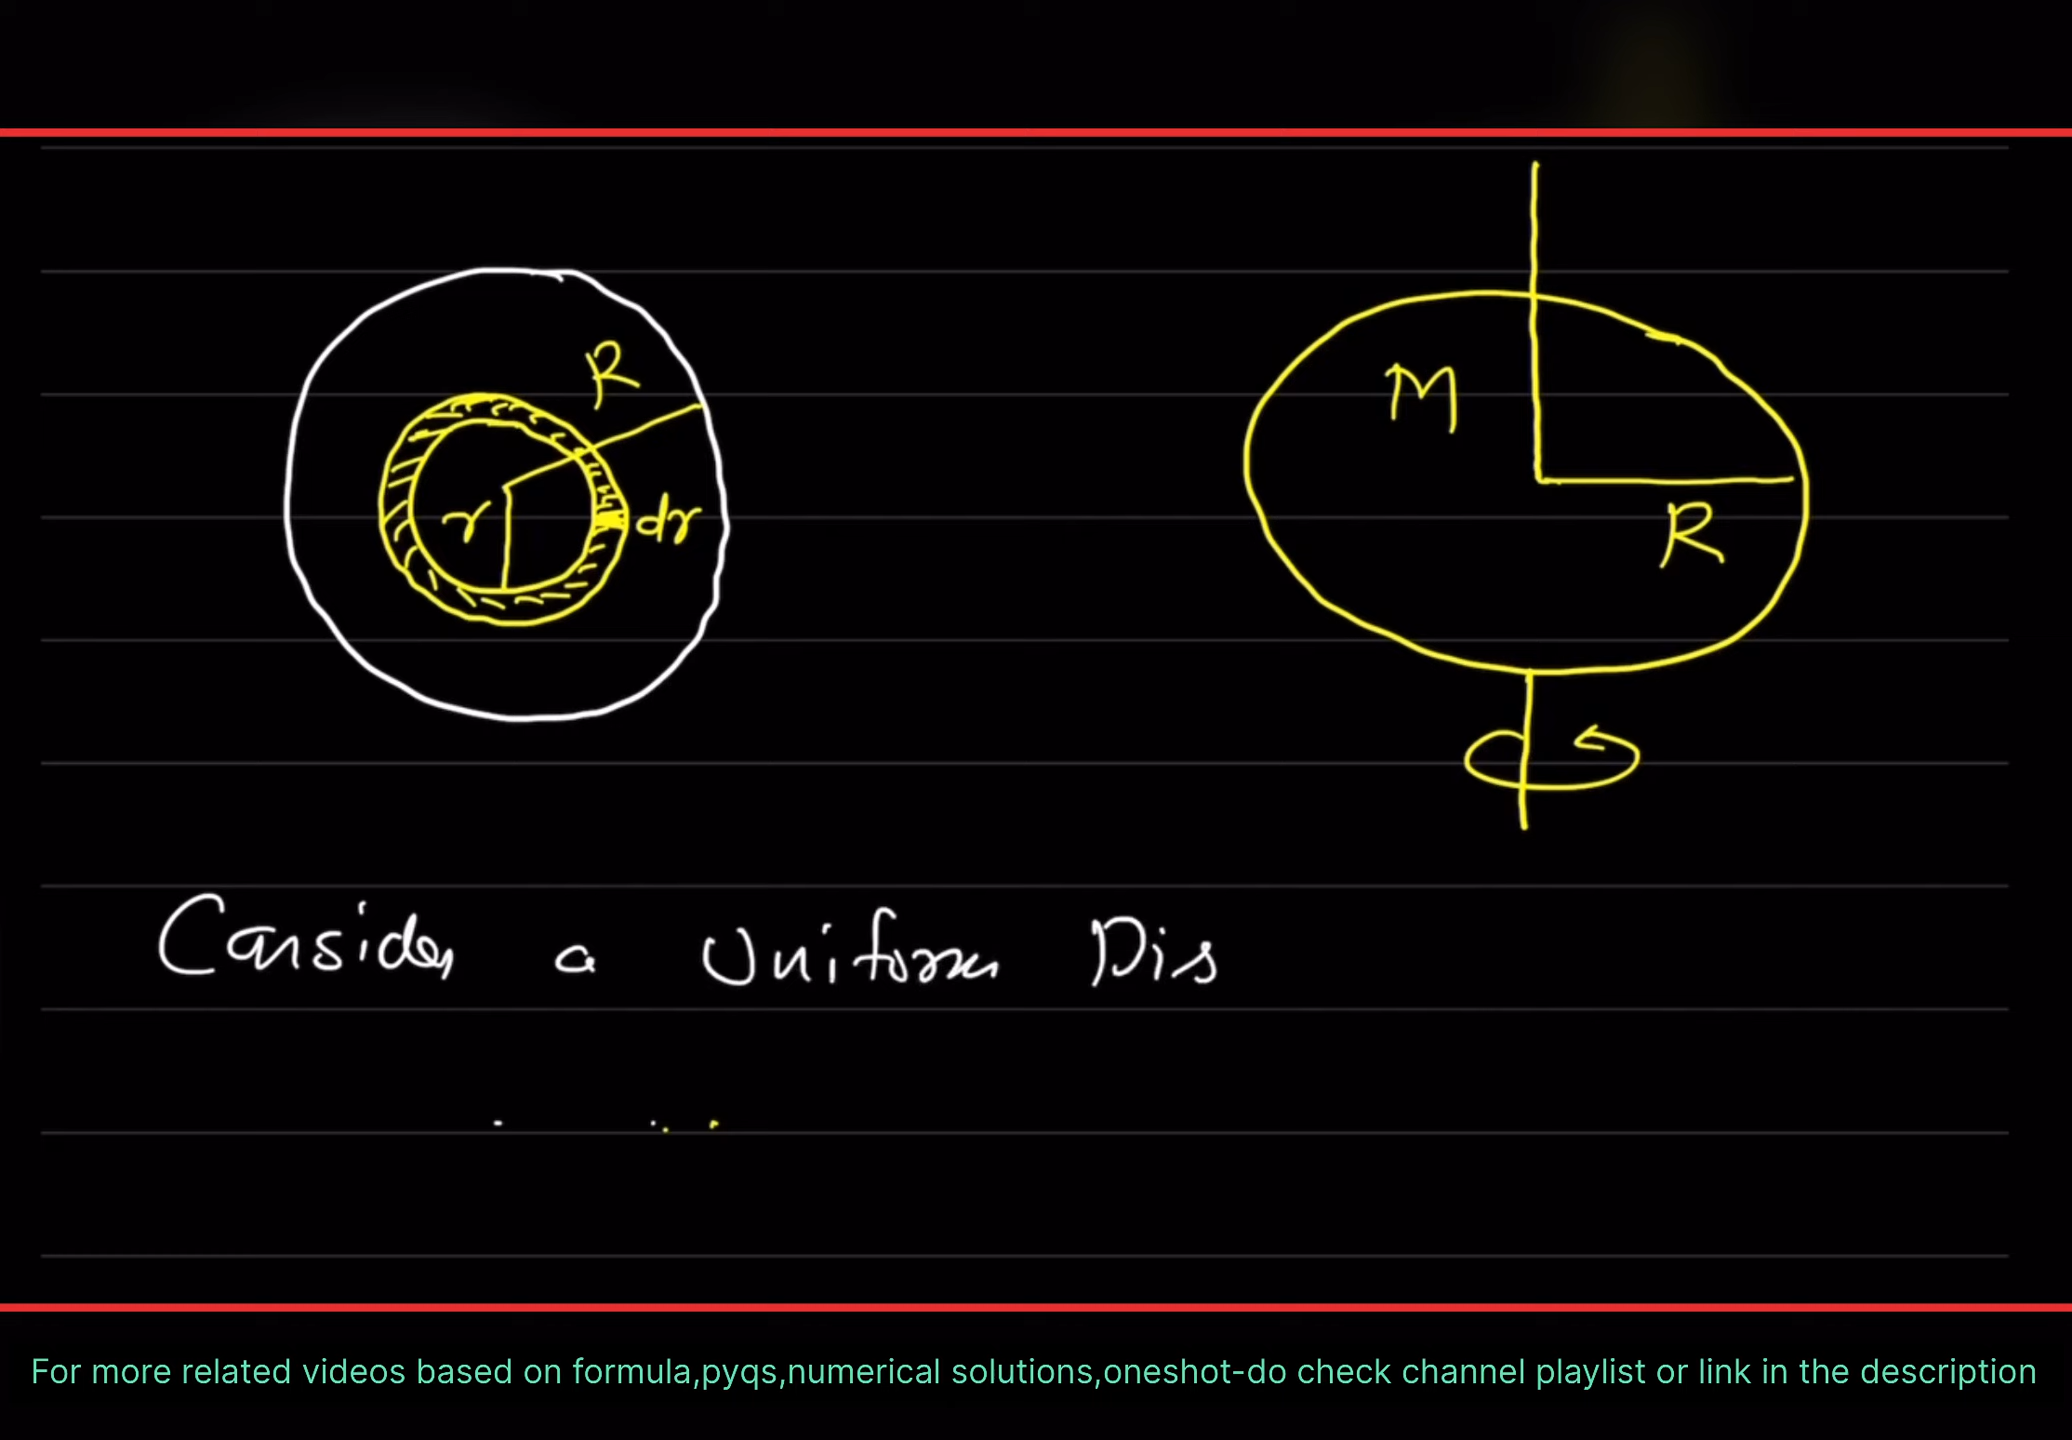 R
r
dr
M
R
Consider a Uniform Dis
For more related videos based on formula,pyqs,numerical solutions,oneshot-do check channel playlist or link in the description